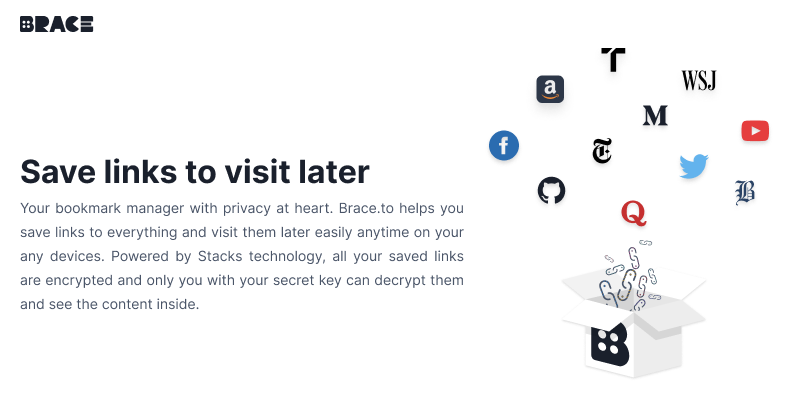 BRACE
T
WSJ
a
M
f
T
B
Q
Save links to visit later
Your bookmark manager with privacy at heart. Brace.to helps you
save links to everything and visit them later easily anytime on your
any devices. Powered by Stacks technology, all your saved links
are encrypted and only you with your secret key can decrypt them
and see the content inside.
B